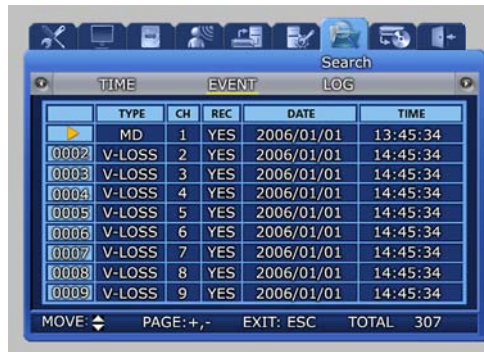 Search
TIME EVENT LOG
TYPE CH REC DATE TIME
MD 1 YES 2006/01/01 13:45:34
0002 V-LOSS 2 YES 2006/01/01 14:45:34
0003 V-LOSS 3 YES 2006/01/01 14:45:34
0004 V-LOSS 4 YES 2006/01/01 14:45:34
0005 V-LOSS 5 YES 2006/01/01 14:45:34
0006 V-LOSS 6 YES 2006/01/01 14:45:34
0007 V-LOSS 7 YES 2006/01/01 14:45:34
0008 V-LOSS 8 YES 2006/01/01 14:45:34
0009 V-LOSS 9 YES 2006/01/01 14:45:34
MOVE: PAGE:+,- EXIT: ESC TOTAL 307